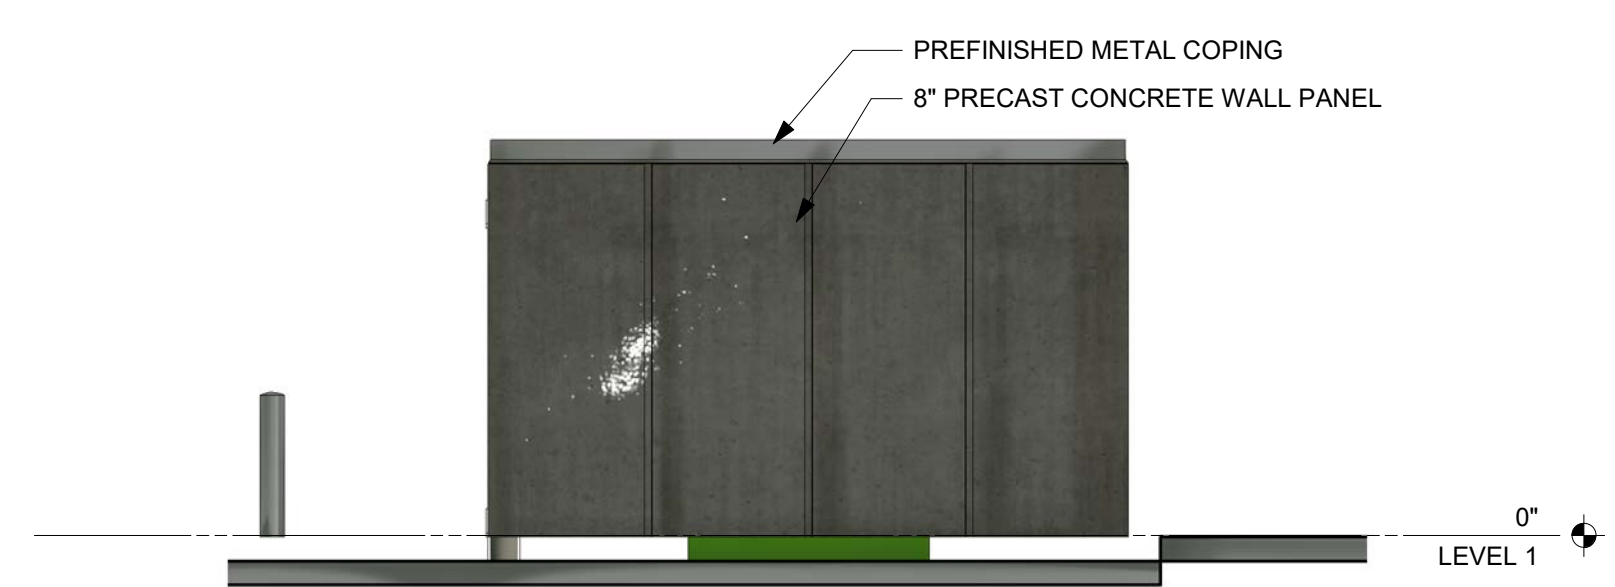 PREFINISHED METAL COPING
8" PRECAST CONCRETE WALL PANEL
0"
LEVEL 1